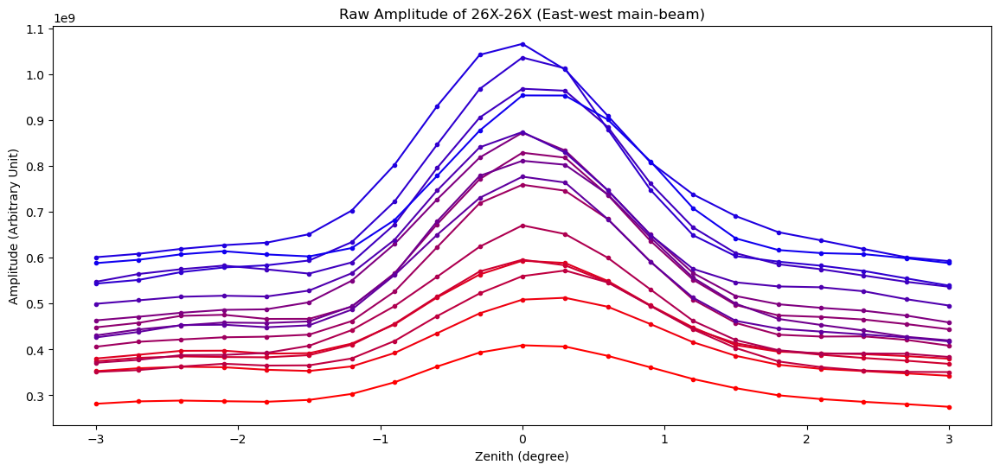 Raw Amplitude of 26X-26X (East-west main-beam)
1e9
1.1
1.0
0.9
0.8
0.7
0.6
0.5
0.4
0.3
Amplitude (Arbitrary Unit)
−3 −2 −1 0 1 2 3
Zenith (degree)